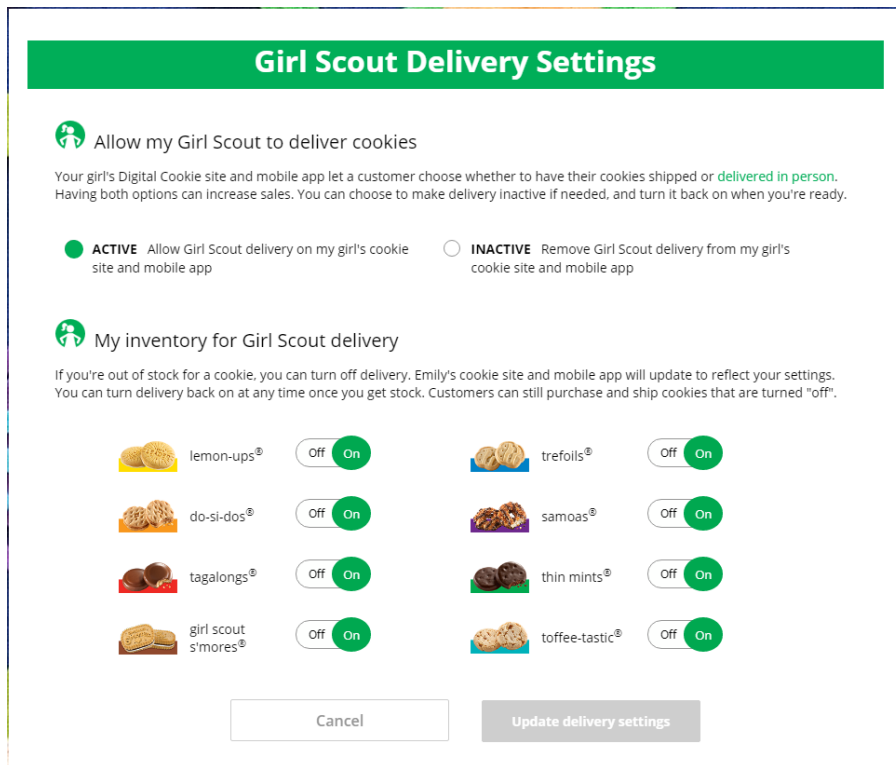 Girl Scout Delivery Settings
Allow my Girl Scout to deliver cookies
Your girl's Digital Cookie site and mobile app let a customer choose whether to have their cookies shipped or delivered in person.
Having both options can increase sales. You can choose to make delivery inactive if needed, and turn it back on when you're ready.
ACTIVE Allow Girl Scout delivery on my girl's cookie
site and mobile app
INACTIVE Remove Girl Scout delivery from my girl's
cookie site and mobile app
My inventory for Girl Scout delivery
If you're out of stock for a cookie, you can turn off delivery. Emily's cookie site and mobile app will update to reflect your settings.
You can turn delivery back on at any time once you get stock. Customers can still purchase and ship cookies that are turned "off".
lemon-ups® Off On
trefoils® Off On
do-si-dos® Off On
samoas® Off On
tagalongs® Off On
thin mints® Off On
girl scout
s'mores® Off On
toffee-tastic® Off On
Cancel
Update delivery settings